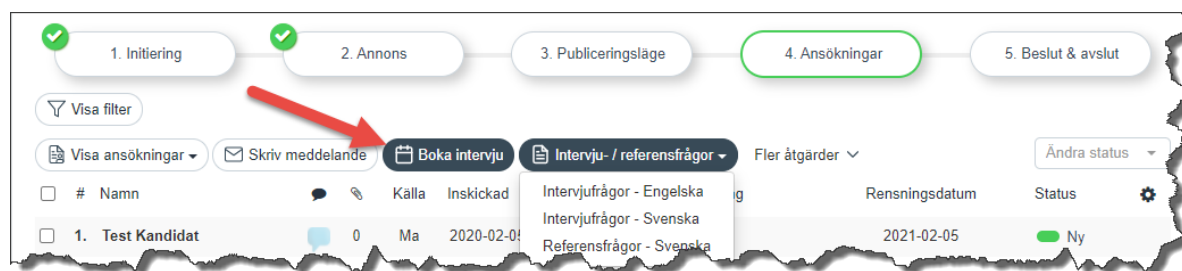 1. Initiering
2. Annons
3. Publiceringsläge
4. Ansökningar
5. Beslut & avslut
Visa filter
Visa ansökningar
Skriv meddelande
Boka intervju
Intervju- / referensfrågor
Fler åtgärder
Ändra status
# Namn Källa Inskickad Rensningsdatum Status
Intervjufrågor - Engelska
Intervjufrågor - Svenska
Referensfrågor - Svenska
1. Test Kandidat 0 Ma 2020-02-05 2021-02-05 Ny